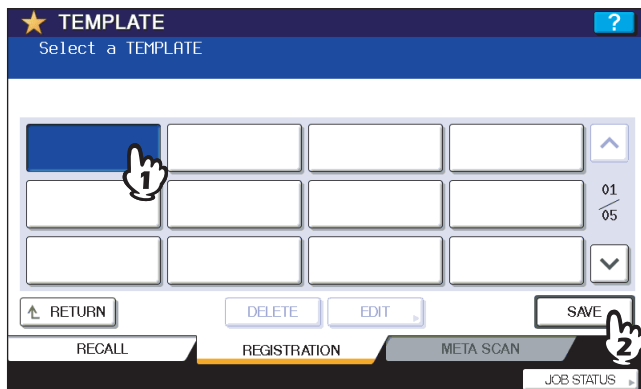 TEMPLATE
?
Select a TEMPLATE
1
01
05
RETURN
DELETE
EDIT
SAVE
2
RECALL
REGISTRATION
META SCAN
JOB STATUS